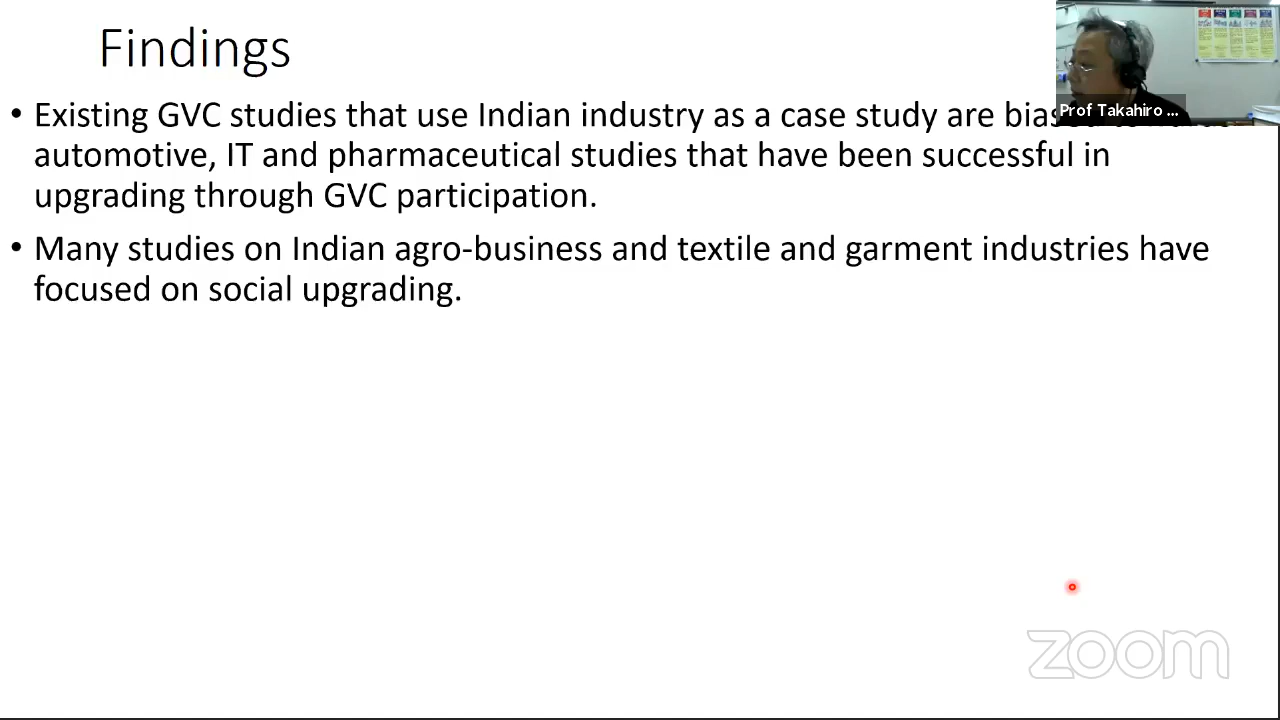 Findings
• Existing GVC studies that use Indian industry as a case study are
automotive, IT and pharmaceutical studies that have been successful in
upgrading through GVC participation.
• Many studies on Indian agro-business and textile and garment industries have
focused on social upgrading.
Prof Takahiro ...
zoom